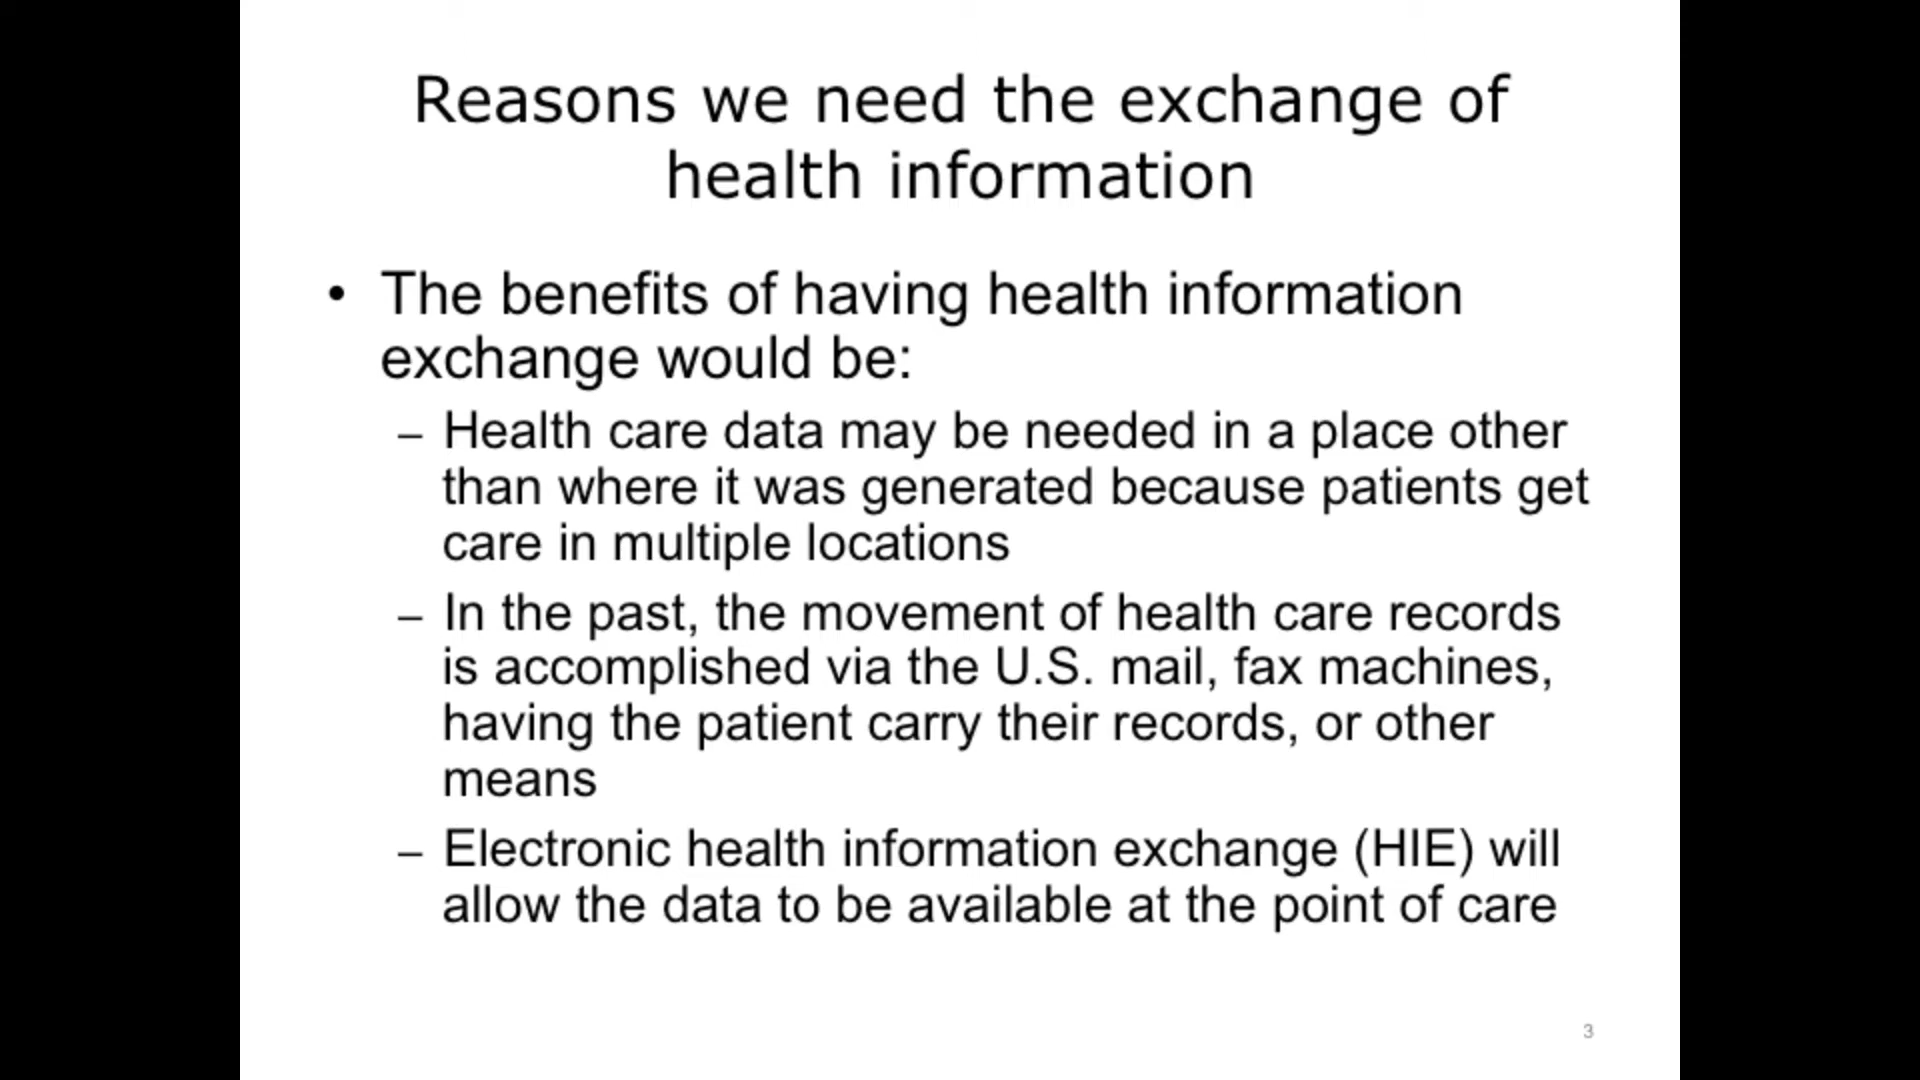 Reasons we need the exchange of
health information
• The benefits of having health information
exchange would be:
– Health care data may be needed in a place other
than where it was generated because patients get
care in multiple locations
– In the past, the movement of health care records
is accomplished via the U.S. mail, fax machines,
having the patient carry their records, or other
means
– Electronic health information exchange (HIE) will
allow the data to be available at the point of care
3